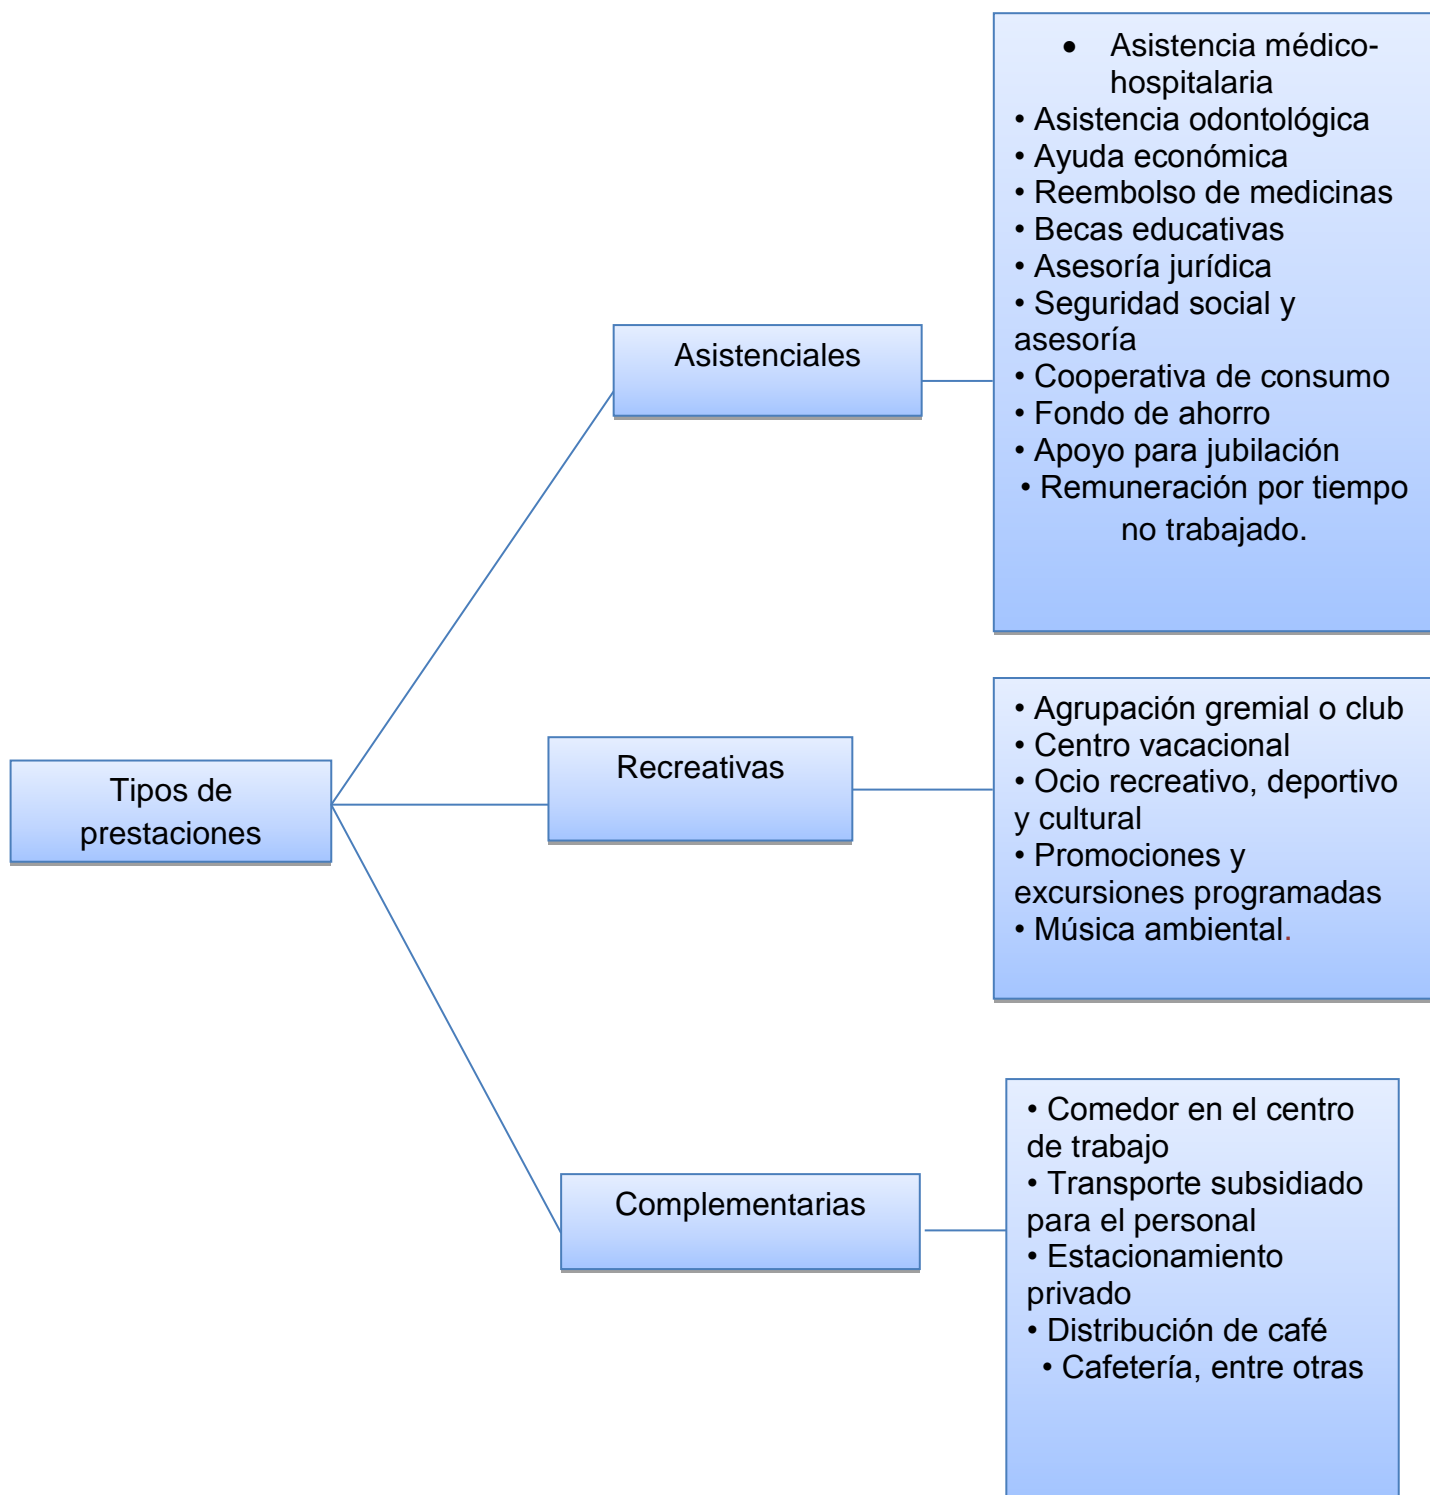 Tipos de
prestaciones
Asistenciales
• Asistencia médico-
hospitalaria
• Asistencia odontológica
• Ayuda económica
• Reembolso de medicinas
• Becas educativas
• Asesoría jurídica
• Seguridad social y
asesoría
• Cooperativa de consumo
• Fondo de ahorro
• Apoyo para jubilación
• Remuneración por tiempo
no trabajado.
Recreativas
• Agrupación gremial o club
• Centro vacacional
• Ocio recreativo, deportivo
y cultural
• Promociones y
excursiones programadas
• Música ambiental.
Complementarias
• Comedor en el centro
de trabajo
• Transporte subsidiado
para el personal
• Estacionamiento
privado
• Distribución de café
• Cafetería, entre otras